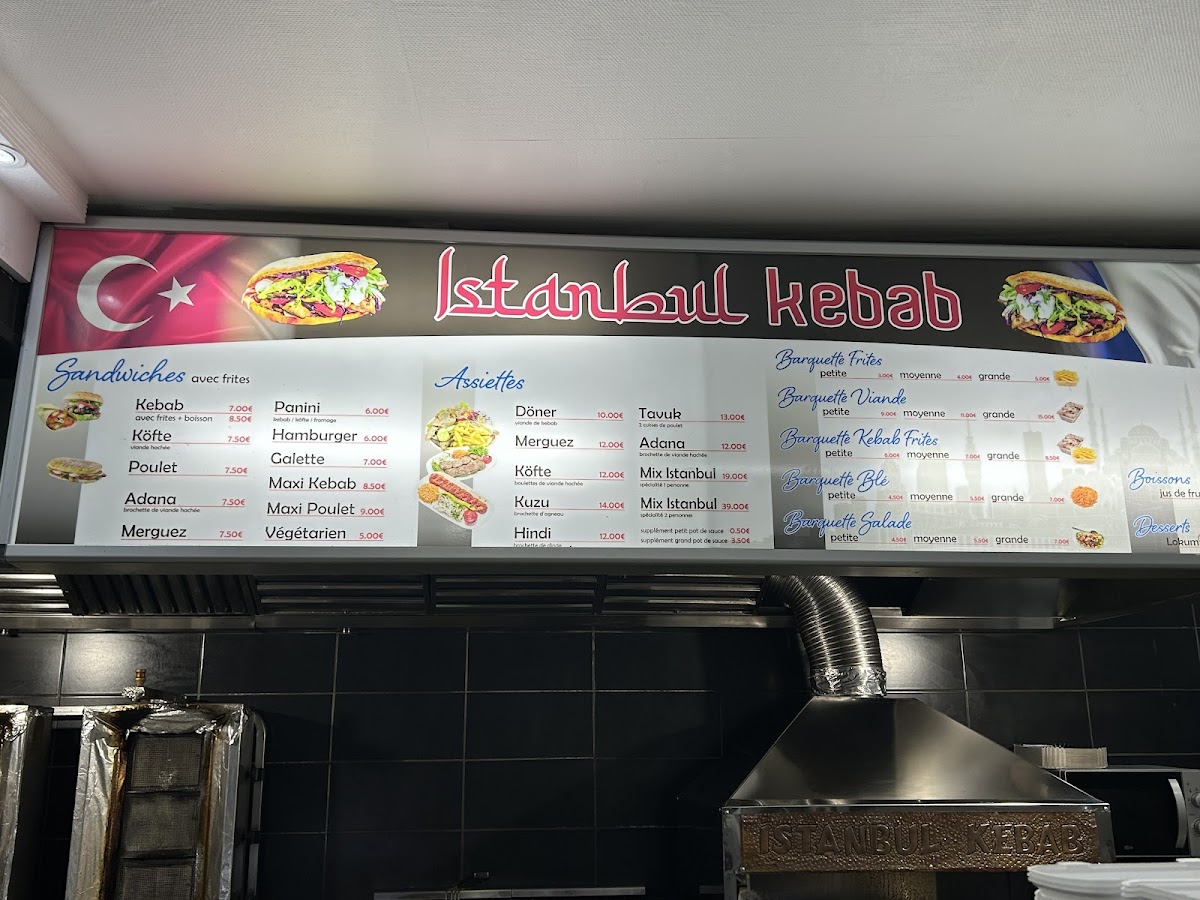 Istanbul kebab
Sandwiches avec frites
Kebab 7.00€
avec frites + boisson 8.50€
Köfte 7.50€
viande hachée
Poulet 7.50€
Adana 7.50€
brochette de viande hachée
Merguez 7.50€
Panini 6.00€
kebab / köfte / fromage
Hamburger 6.00€
Galette 7.00€
Maxi Kebab 8.50€
Maxi Poulet 9.00€
Végétarien 5.00€
Assiettes
Döner 10.00€
viande de kebab
Merguez 12.00€
Köfte 12.00€
boulettes de viande hachées
Kuzu 14.00€
brochette d'agneau
Hindi 12.00€
brochette de dinde
Tavuk 13.00€
2 cuisses de poulet
Adana 12.00€
brochette de viande hachée
Mix Istanbul 19.00€
spécialité 1 personne
Mix Istanbul 39.00€
spécialité 2 personnes
supplément petit pot de sauce 0.50€
supplément grand pot de sauce 3.50€
Barquette Frites
petite 3.00€ moyenne 4.00€ grande 5.00€
Barquette Viande
petite 9.00€ moyenne 11.00€ grande 15.00€
Barquette Kebab Frites
petite 6.00€ moyenne 7.00€ grande 8.50€
Barquette Blé
petite 4.50€ moyenne 5.50€ grande 7.00€
Barquette Salade
petite 4.50€ moyenne 5.50€ grande 7.00€
Boissons
jus de fru
Desserts
Lokum
ISTANBUL KEBAB